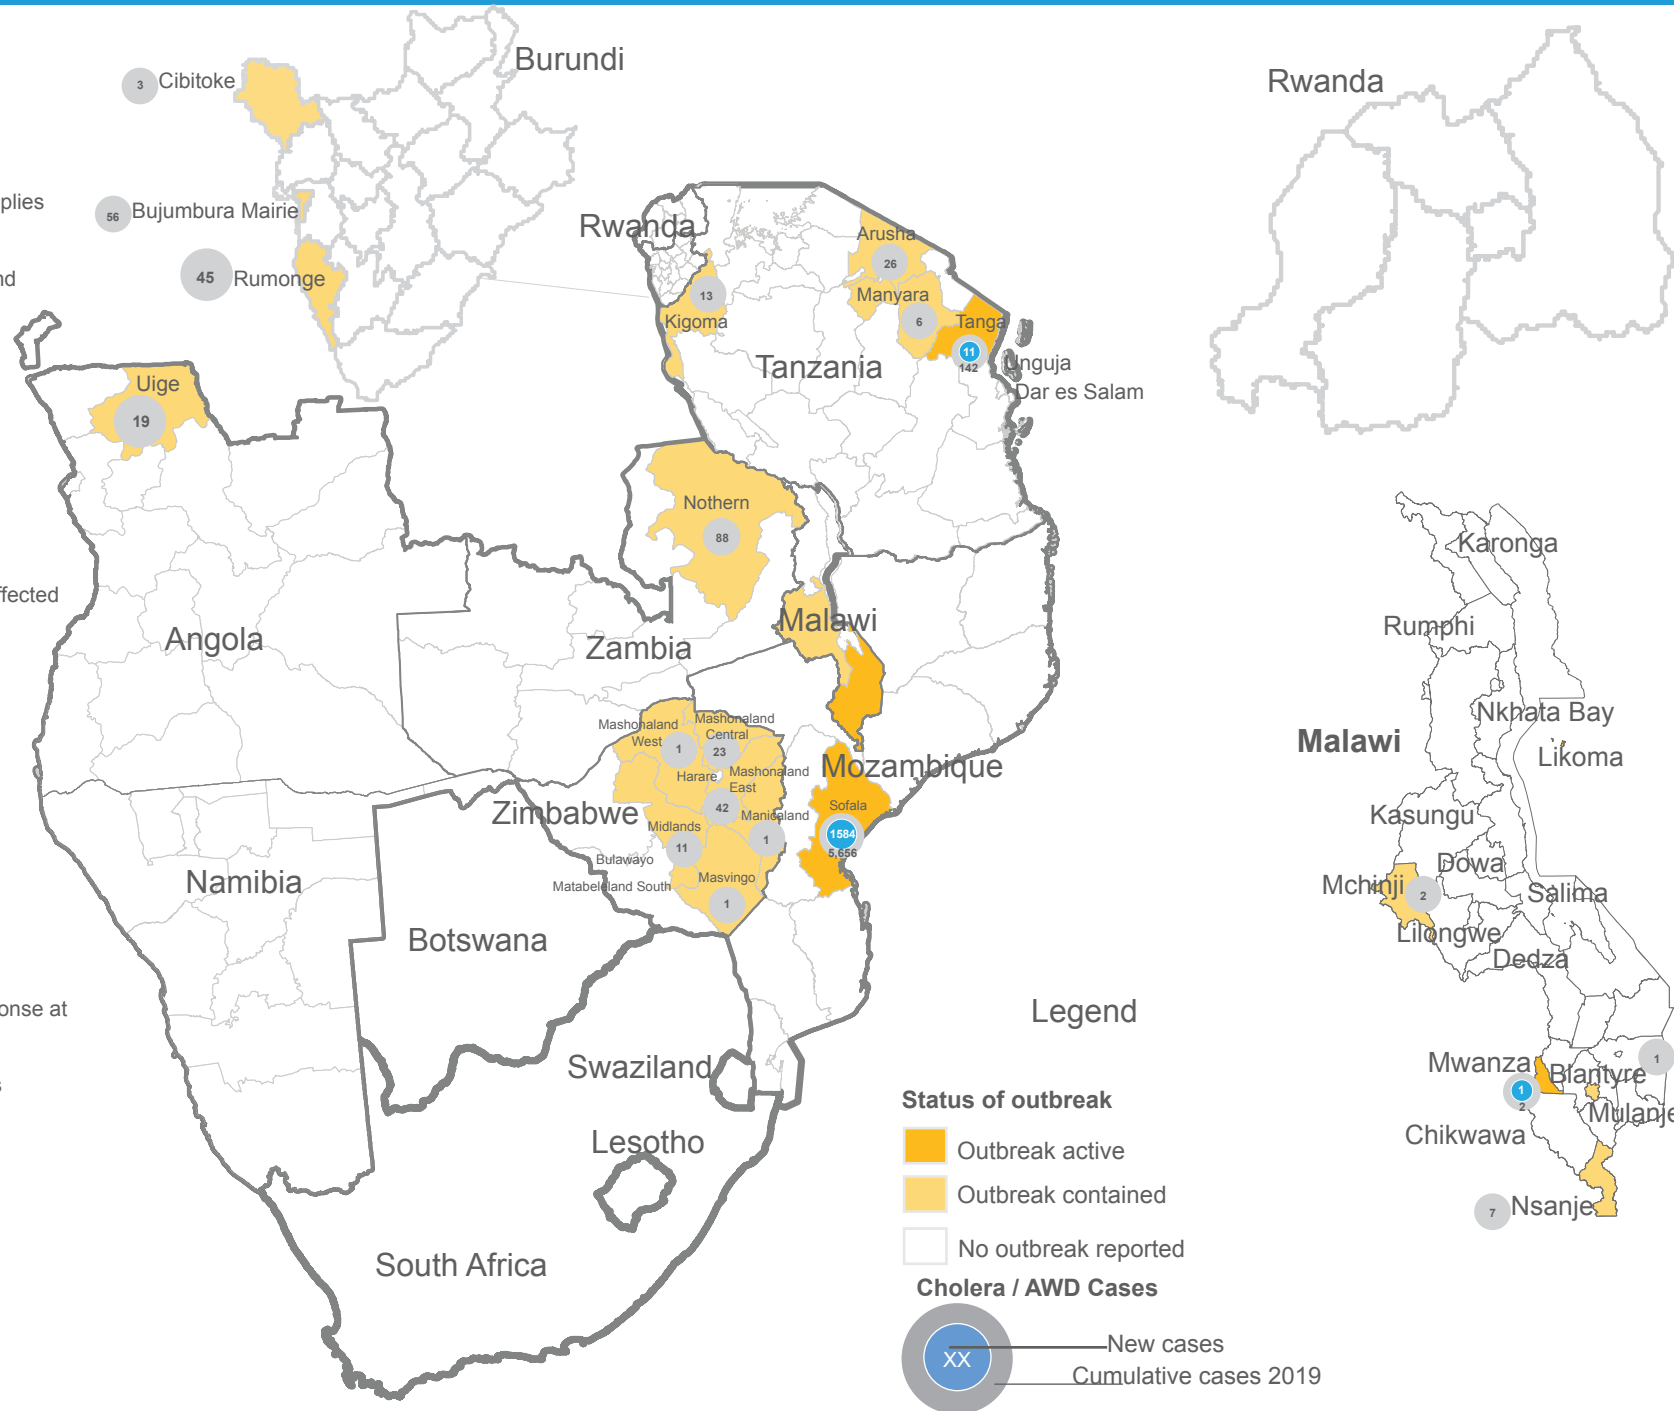 Burundi
3 Cibitoke
Rwanda
plies
56 Bujumbura Mairie
nd
45 Rumonge
Rwanda
Arusha
26
13
Kigoma
Manyara
6
Tanga
11
142
Unguja
Tanzania
Dar es Salam
Uige
19
Nothern
88
Karonga
ffected
Angola
Zambia
Malawi
Rumphi
Nkhata Bay
Malawi
Likoma
Mashonaland
West
1
Mashonaland
Central
23
Harare
Mashonaland
East
42
Mozambique
Zimbabwe
Sofala
1584
5,656
Manicaland
1
Midlands
11
Bulawayo
Matabeleland South
Masvingo
1
Kasungu
Dowa
Mchinji
2
Salima
Lilongwe
Dedza
Namibia
Botswana
onse at
Legend
Swaziland
Mwanza
1
2
Blantyre
1
Mulanje
Chikwawa
s
Status of outbreak
Outbreak active
Lesotho
Outbreak contained
7 Nsanje
No outbreak reported
South Africa
Cholera / AWD Cases
XX
New cases
Cumulative cases 2019